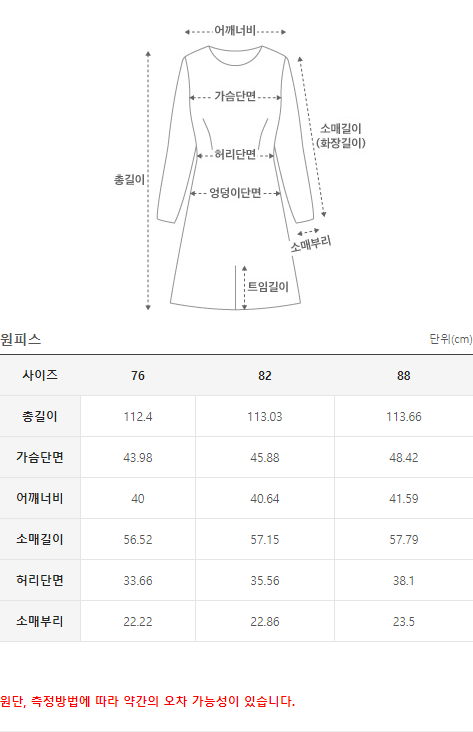 어깨너비
가슴단면
소매길이
(화장길이)
허리단면
총길이
엉덩이단면
소매부리
트임길이
원피스 단위(cm)
사이즈 76 82 88
총길이 112.4 113.03 113.66
가슴단면 43.98 45.88 48.42
어깨너비 40 40.64 41.59
소매길이 56.52 57.15 57.79
허리단면 33.66 35.56 38.1
소매부리 22.22 22.86 23.5
원단, 측정방법에 따라 약간의 오차 가능성이 있습니다.